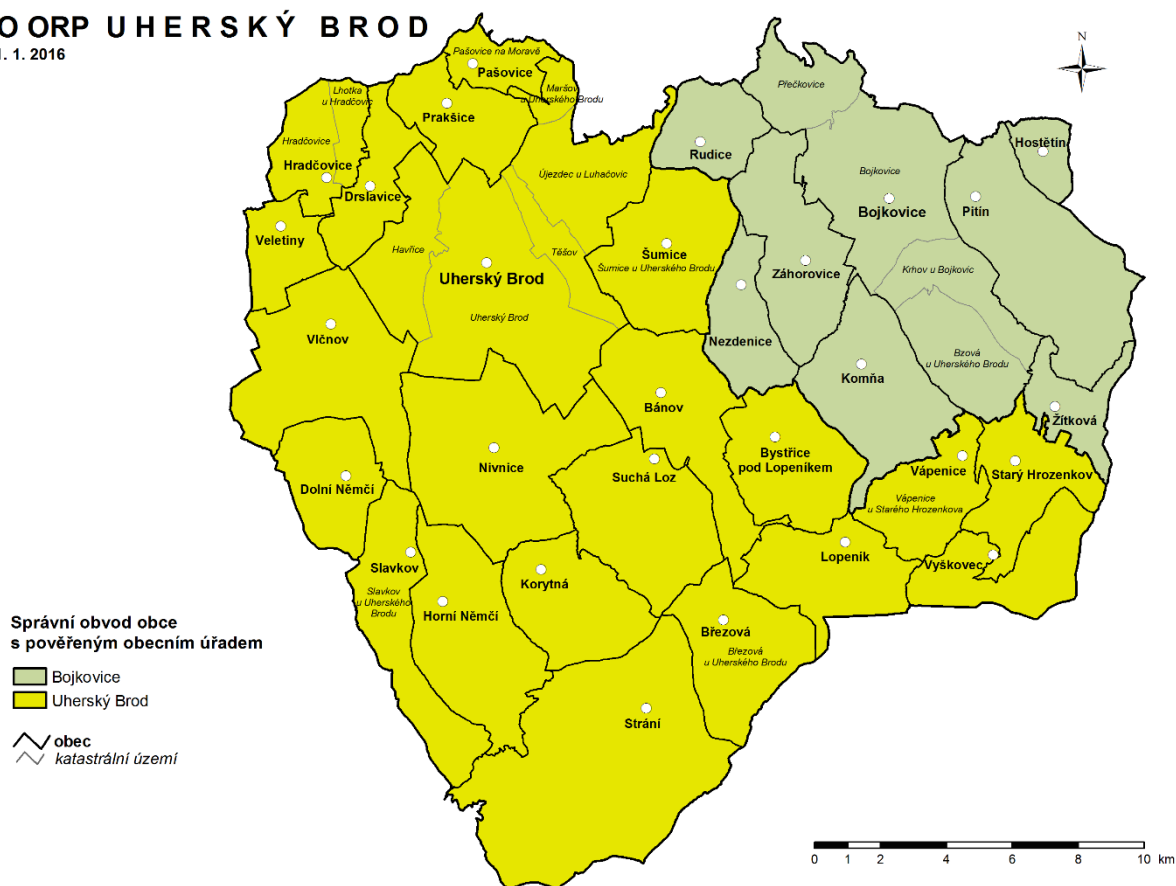 O ORP UHERSKÝ BROD
1. 1. 2016
N
Pašovice na Moravě
Pašovice
Maršov
u Uherského Brodu
Lhotka
u Hradčovic
Prakšice
Přečkovice
Hradčovice
Hradčovice
Rudice
Hostětín
Drslavice
Újezdec u Luhačovic
Bojkovice
Bojkovice
Pitín
Veletiny
Havřice
Těšov
Šumice
Šumice u Uherského Brodu
Záhorovice
Krhov u Bojkovic
Uherský Brod
Uherský Brod
Vlčnov
Nezdenice
Komňa
Bzová
u Uherského Brodu
Bánov
Žítková
Nivnice
Bystřice
pod Lopeníkem
Suchá Loz
Vápenice
Starý Hrozenkov
Dolní Němčí
Vápenice
u Starého Hrozenkova
Slavkov
Lopeník
Vyškovec
Korytná
Slavkov
u Uherského
Brodu
Horní Němčí
Březová
Březová
u Uherského Brodu
Strání
Správní obvod obce
s pověřeným obecním úřadem
Bojkovice
Uherský Brod
obec
katastrální území
0 1 2 4 6 8 10 km